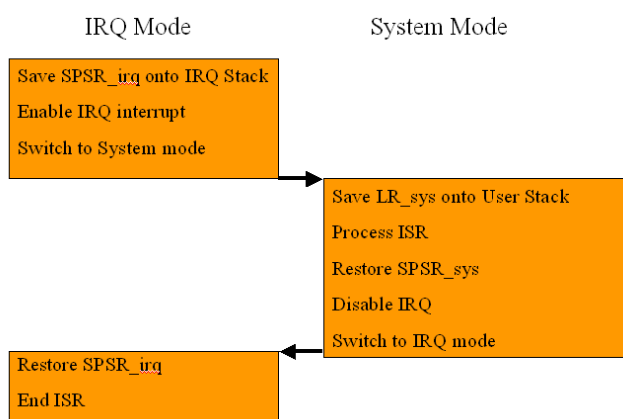 IRQ Mode
System Mode
Save SPSR_irq onto IRQ Stack
Enable IRQ interrupt
Switch to System mode
Save LR_sys onto User Stack
Process ISR
Restore SPSR_sys
Disable IRQ
Switch to IRQ mode
Restore SPSR_irq
End ISR